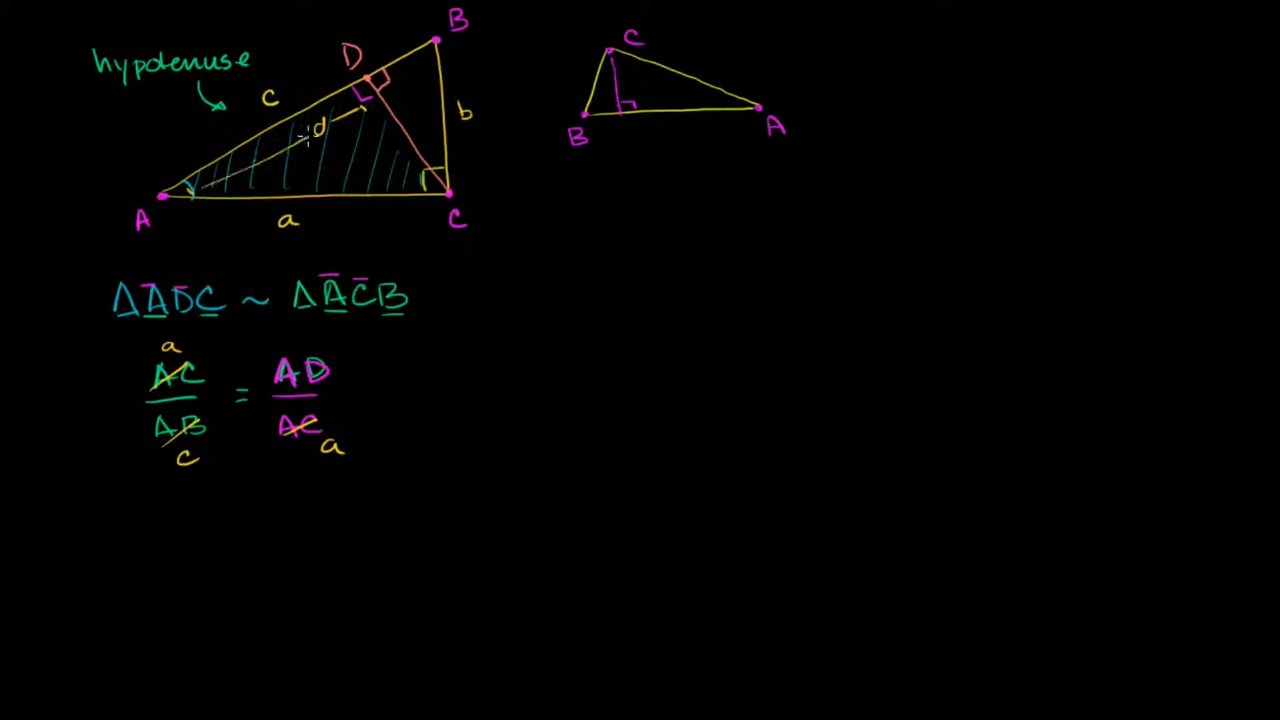 hypotenuse
c
D
B
d
b
A
a
C
C
B
A
ΔADC ~ ΔACB
a
AC = AD
AB AC
c a